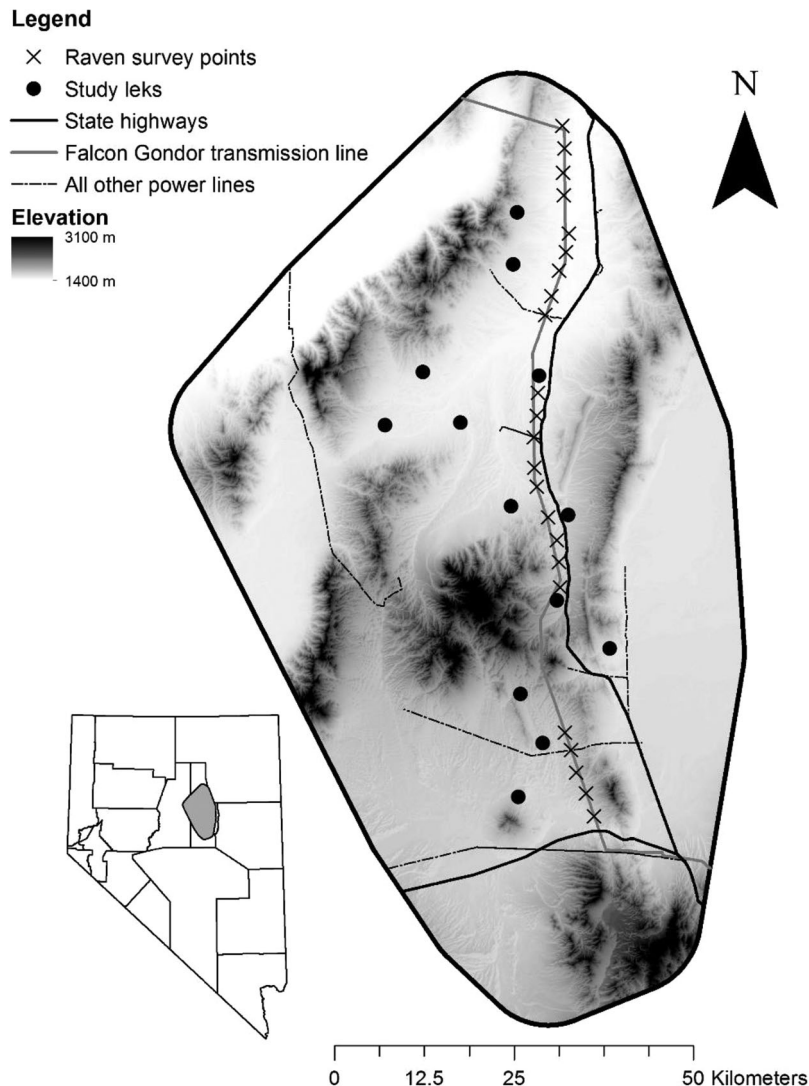 Legend
Raven survey points
Study leks
State highways
Falcon Gondor transmission line
All other power lines
Elevation
3100 m
1400 m
N
0 12.5 25 50 Kilometers